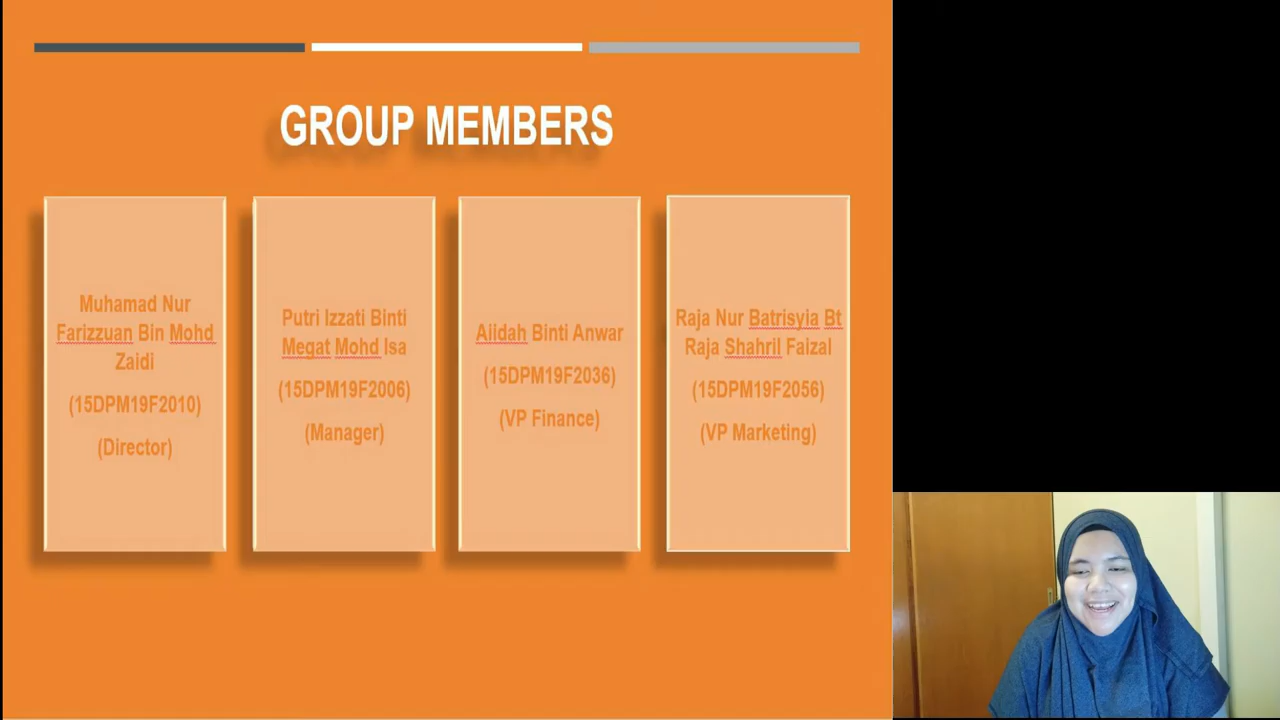 GROUP MEMBERS
Muhamad Nur
Farizzuan Bin Mohd
Zaidi
(15DPM19F2010)
(Director)
Putri Izzati Binti
Megat Mohd Isa
(15DPM19F2006)
(Manager)
Aiidah Binti Anwar
(15DPM19F2036)
(VP Finance)
Raja Nur Batrisyia Bt
Raja Shahril Faizal
(15DPM19F2056)
(VP Marketing)